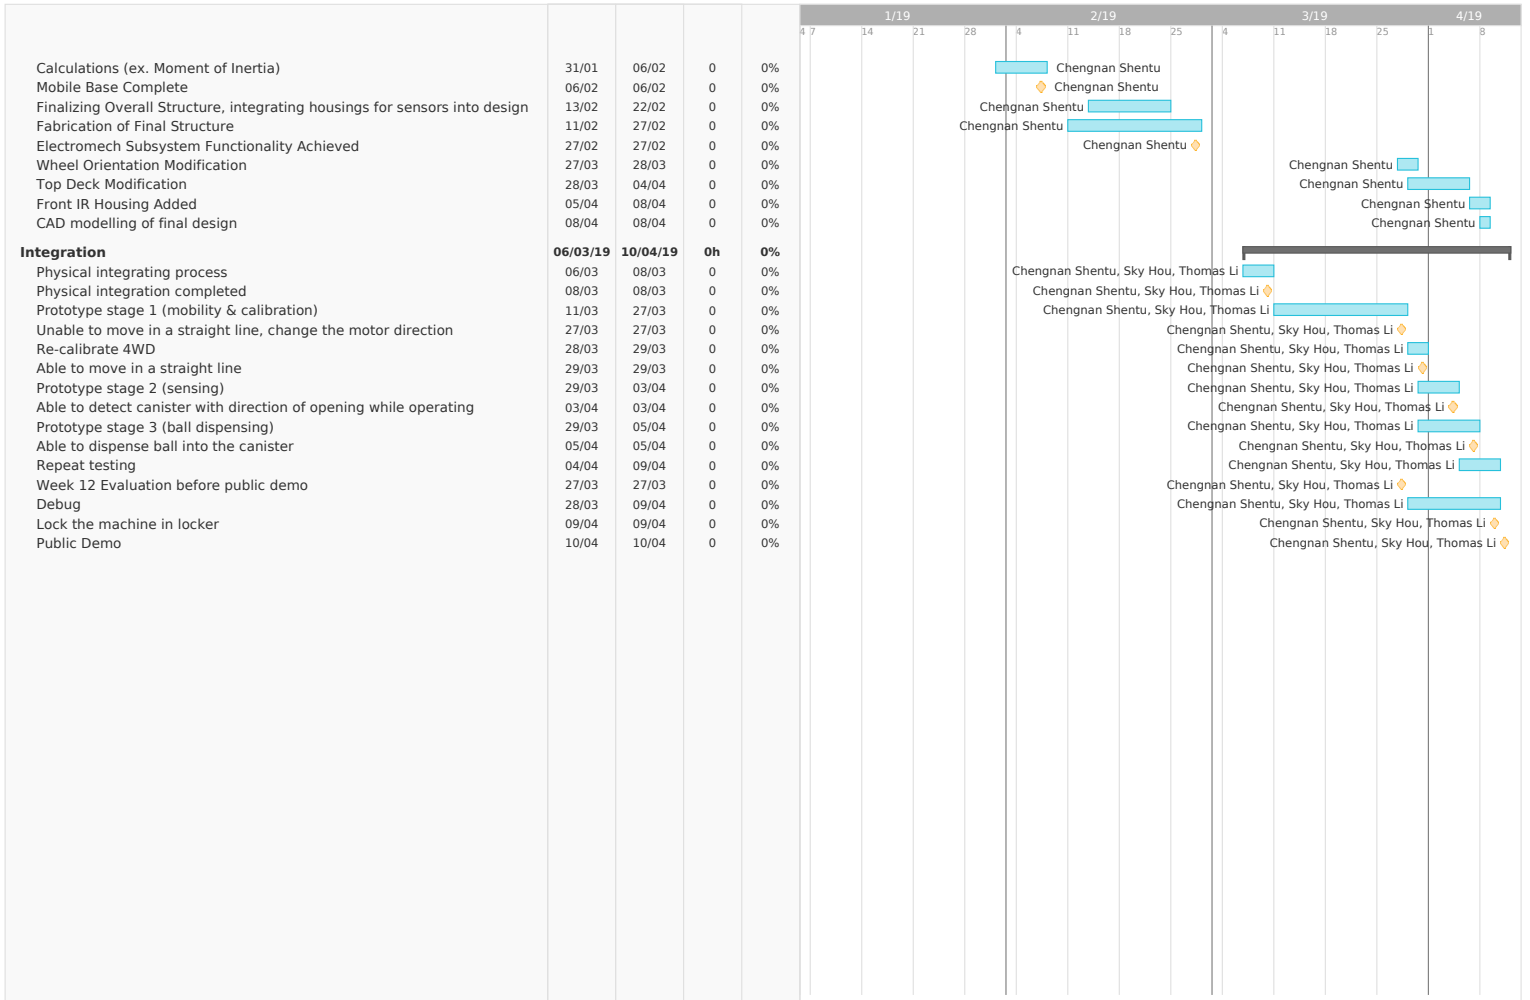 1/19 2/19 3/19 4/19
4 7 14 21 28 4 11 18 25 4 11 18 25 1 8
Calculations (ex. Moment of Inertia) 31/01 06/02 0 0% Chengnan Shentu
Mobile Base Complete 06/02 06/02 0 0% Chengnan Shentu
Finalizing Overall Structure, integrating housings for sensors into design 13/02 22/02 0 0% Chengnan Shentu
Fabrication of Final Structure 11/02 27/02 0 0% Chengnan Shentu
Electromech Subsystem Functionality Achieved 27/02 27/02 0 0% Chengnan Shentu
Wheel Orientation Modification 27/03 28/03 0 0% Chengnan Shentu
Top Deck Modification 28/03 04/04 0 0% Chengnan Shentu
Front IR Housing Added 05/04 08/04 0 0% Chengnan Shentu
CAD modelling of final design 08/04 08/04 0 0% Chengnan Shentu
Integration 06/03/19 10/04/19 0h 0%
Physical integrating process 06/03 08/03 0 0% Chengnan Shentu, Sky Hou, Thomas Li
Physical integration completed 08/03 08/03 0 0% Chengnan Shentu, Sky Hou, Thomas Li
Prototype stage 1 (mobility & calibration) 11/03 27/03 0 0% Chengnan Shentu, Sky Hou, Thomas Li
Unable to move in a straight line, change the motor direction 27/03 27/03 0 0% Chengnan Shentu, Sky Hou, Thomas Li
Re-calibrate 4WD 28/03 29/03 0 0% Chengnan Shentu, Sky Hou, Thomas Li
Able to move in a straight line 29/03 29/03 0 0% Chengnan Shentu, Sky Hou, Thomas Li
Prototype stage 2 (sensing) 29/03 03/04 0 0% Chengnan Shentu, Sky Hou, Thomas Li
Able to detect canister with direction of opening while operating 03/04 03/04 0 0% Chengnan Shentu, Sky Hou, Thomas Li
Prototype stage 3 (ball dispensing) 29/03 05/04 0 0% Chengnan Shentu, Sky Hou, Thomas Li
Able to dispense ball into the canister 05/04 05/04 0 0% Chengnan Shentu, Sky Hou, Thomas Li
Repeat testing 04/04 09/04 0 0% Chengnan Shentu, Sky Hou, Thomas Li
Week 12 Evaluation before public demo 27/03 27/03 0 0% Chengnan Shentu, Sky Hou, Thomas Li
Debug 28/03 09/04 0 0% Chengnan Shentu, Sky Hou, Thomas Li
Lock the machine in locker 09/04 09/04 0 0% Chengnan Shentu, Sky Hou, Thomas Li
Public Demo 10/04 10/04 0 0% Chengnan Shentu, Sky Hou, Thomas Li